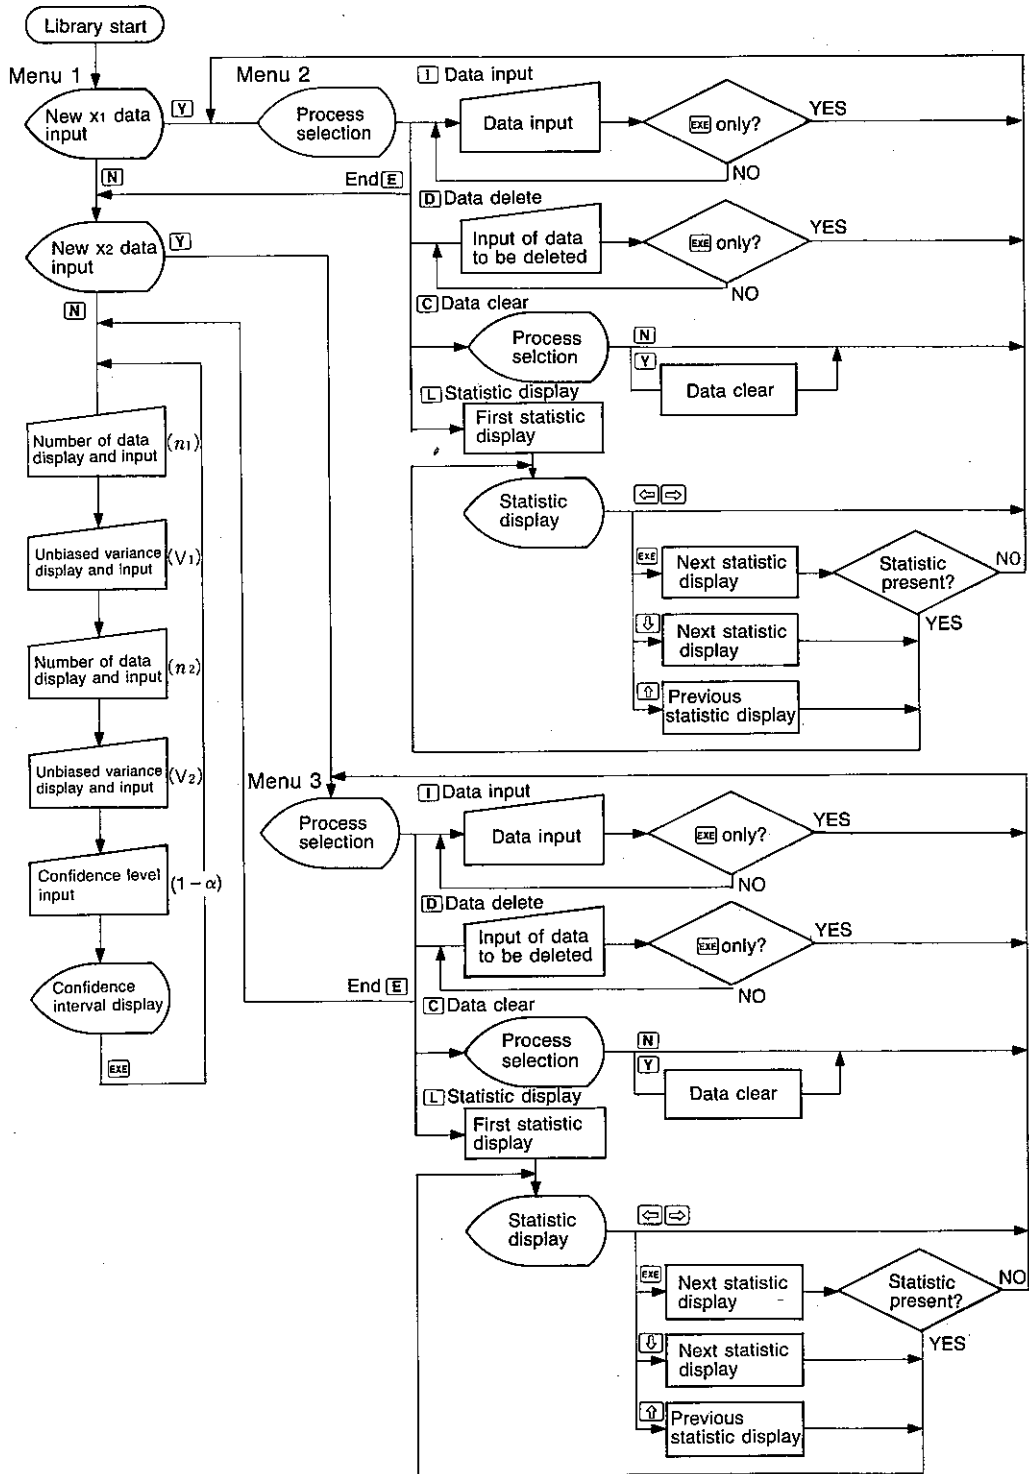 Library start
Menu 1
New x1 data
input
Y
N
Menu 2
Process
selection
End E
I Data input
Data input
EXE only?
YES
NO
D Data delete
Input of data
to be deleted
EXE only?
YES
NO
C Data clear
Process
selction
N
Y
Data clear
L Statistic display
First statistic
display
Statistic
display
⇦ ⇨
EXE
Next statistic
display
Statistic
present?
NO
YES
⇩
Next statistic
display
⇧
Previous
statistic display
New x2 data
input
Y
N
Number of data
display and input
(n1)
Unbiased variance
display and input
(V1)
Number of data
display and input
(n2)
Unbiased variance
display and input
(V2)
Confidence level
input
(1 − α)
Confidence
interval display
EXE
Menu 3
Process
selection
End E
I Data input
Data input
EXE only?
YES
NO
D Data delete
Input of data
to be deleted
EXE only?
YES
NO
C Data clear
Process
selection
N
Y
Data clear
L Statistic display
First statistic
display
Statistic
display
⇦ ⇨
EXE
Next statistic
display
Statistic
present?
NO
YES
⇩
Next statistic
display
⇧
Previous
statistic display